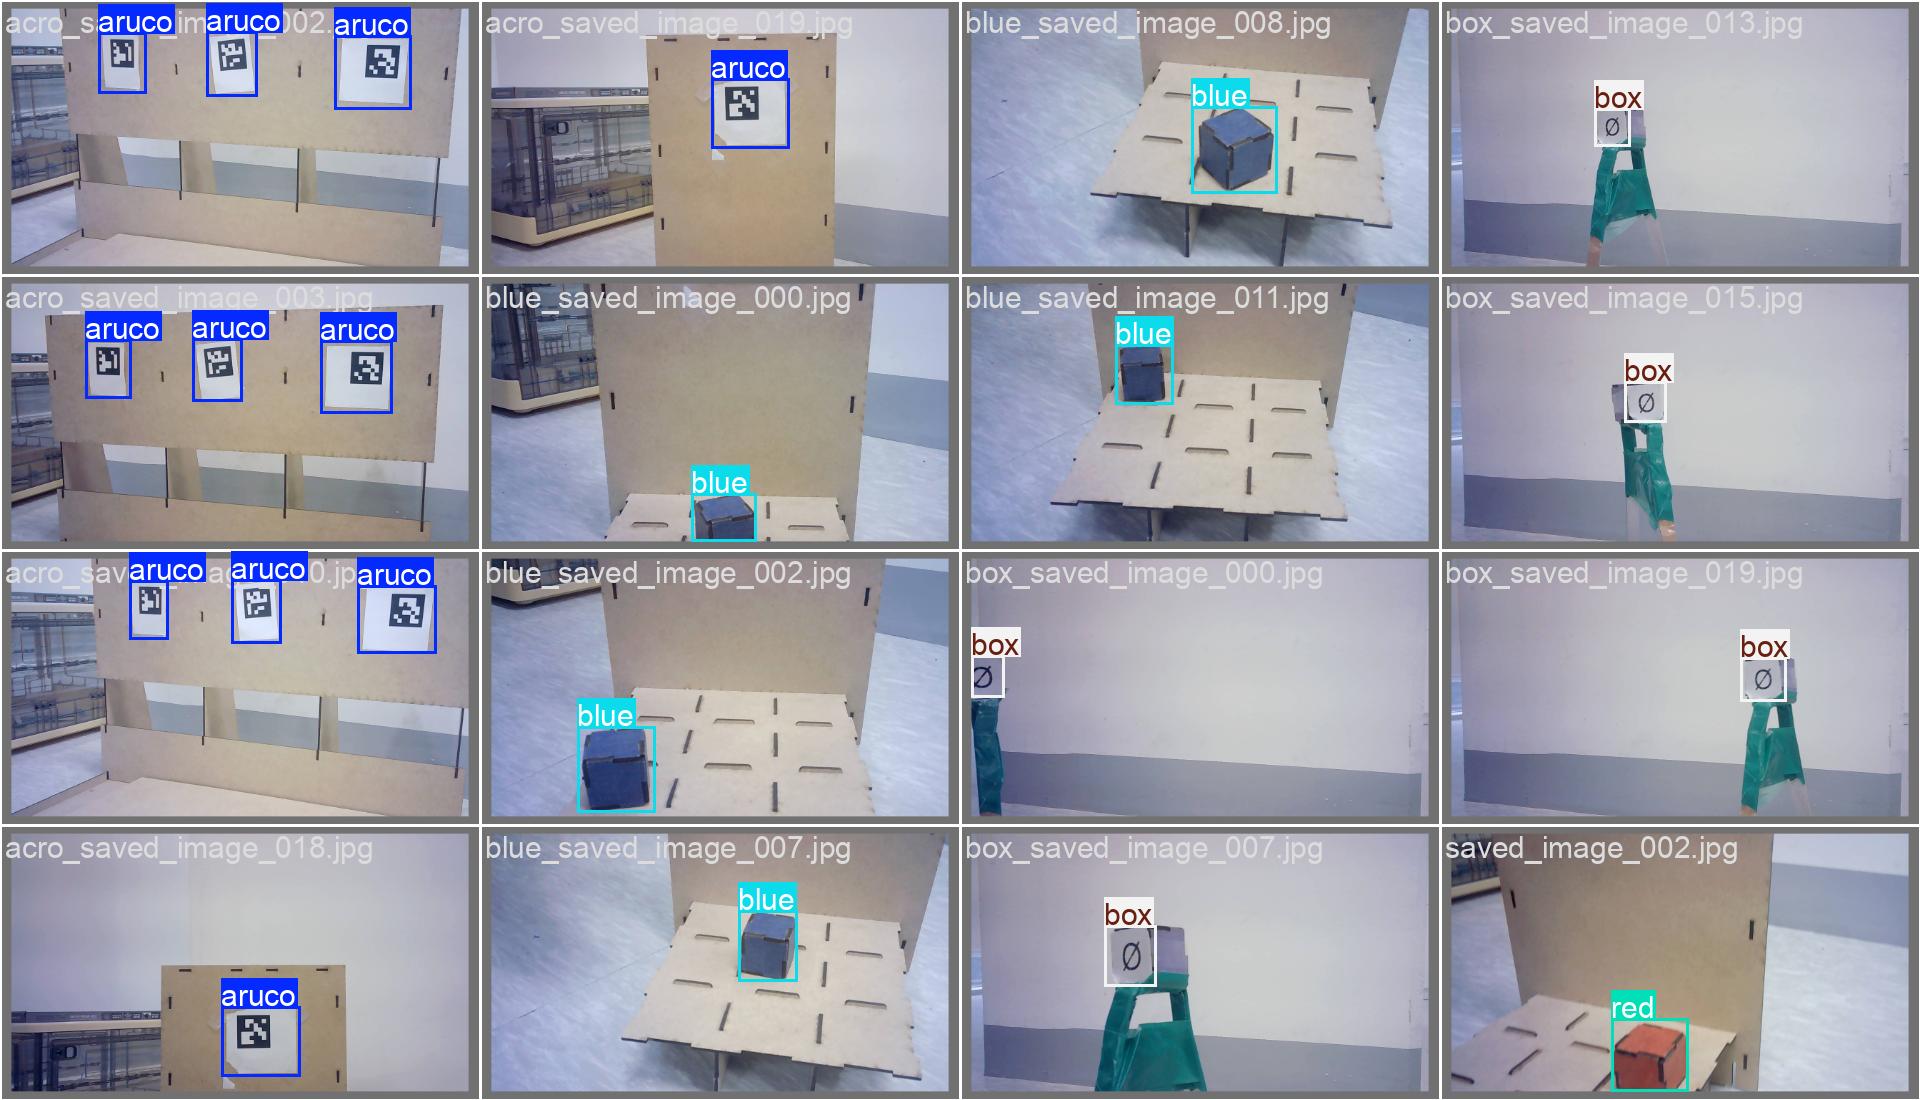 acro_saved_image_002.jpg
aruco
aruco
aruco
acro_saved_image_019.jpg
aruco
blue_saved_image_008.jpg
blue
box_saved_image_013.jpg
box
Ø
acro_saved_image_003.jpg
aruco
aruco
aruco
blue_saved_image_000.jpg
blue
blue_saved_image_011.jpg
blue
box_saved_image_015.jpg
box
Ø
aruco
aruco
aruco
blue_saved_image_002.jpg
blue
box_saved_image_000.jpg
box
Ø
box_saved_image_019.jpg
box
Ø
acro_saved_image_018.jpg
aruco
blue_saved_image_007.jpg
blue
box_saved_image_007.jpg
box
Ø
saved_image_002.jpg
red